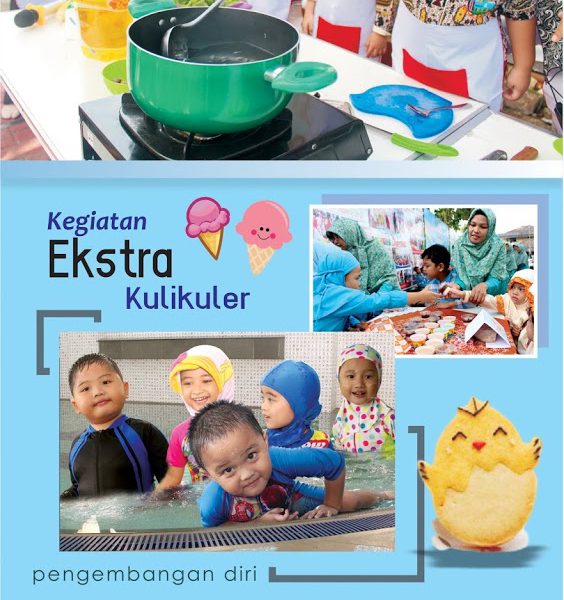 Kegiatan
Ekstra
Kulikuler
pengembangan diri